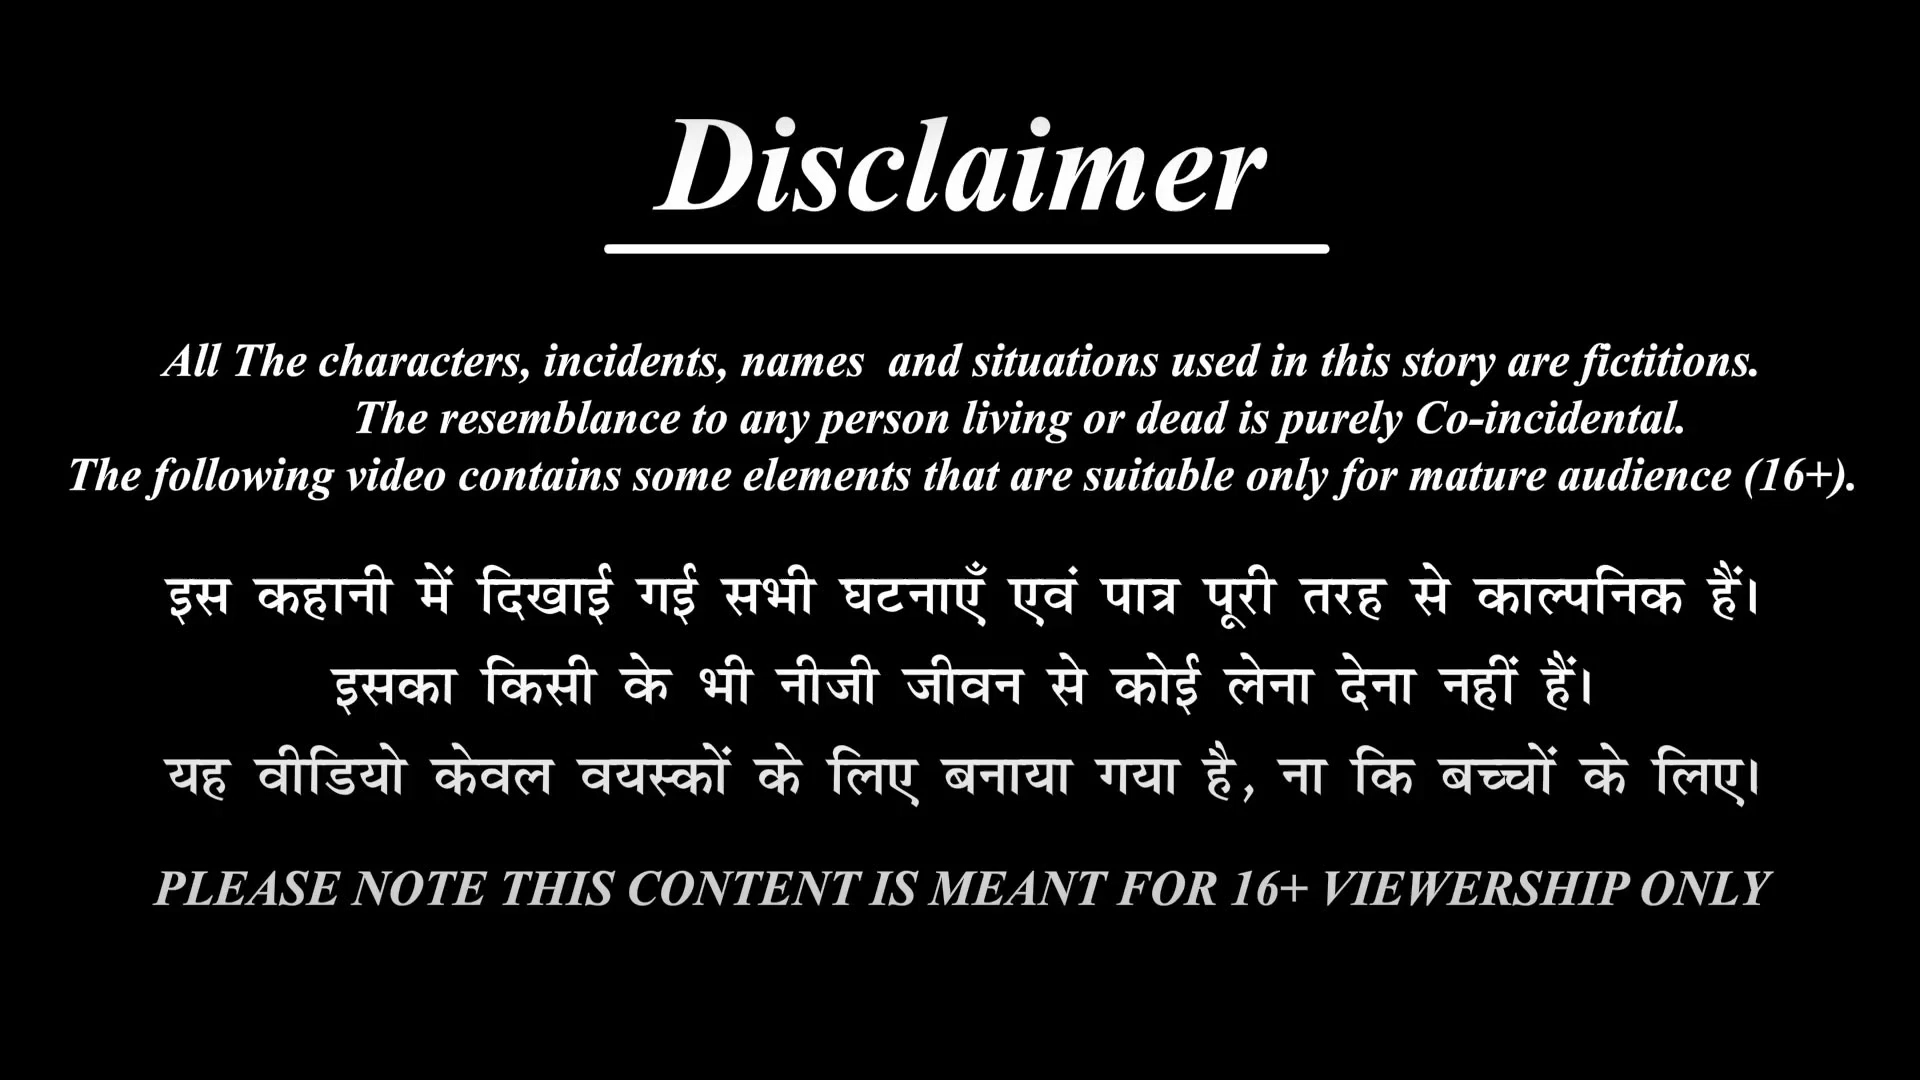 Disclaimer
All The characters, incidents, names and situations used in this story are fictitions.
The resemblance to any person living or dead is purely Co-incidental.
The following video contains some elements that are suitable only for mature audience (16+).
इस कहानी में दिखाई गई सभी घटनाएँ एवं पात्र पूरी तरह से काल्पनिक हैं।
इसका किसी के भी नीजी जीवन से कोई लेना देना नहीं हैं।
यह वीडियो केवल वयस्कों के लिए बनाया गया है, ना कि बच्चों के लिए।
PLEASE NOTE THIS CONTENT IS MEANT FOR 16+ VIEWERSHIP ONLY